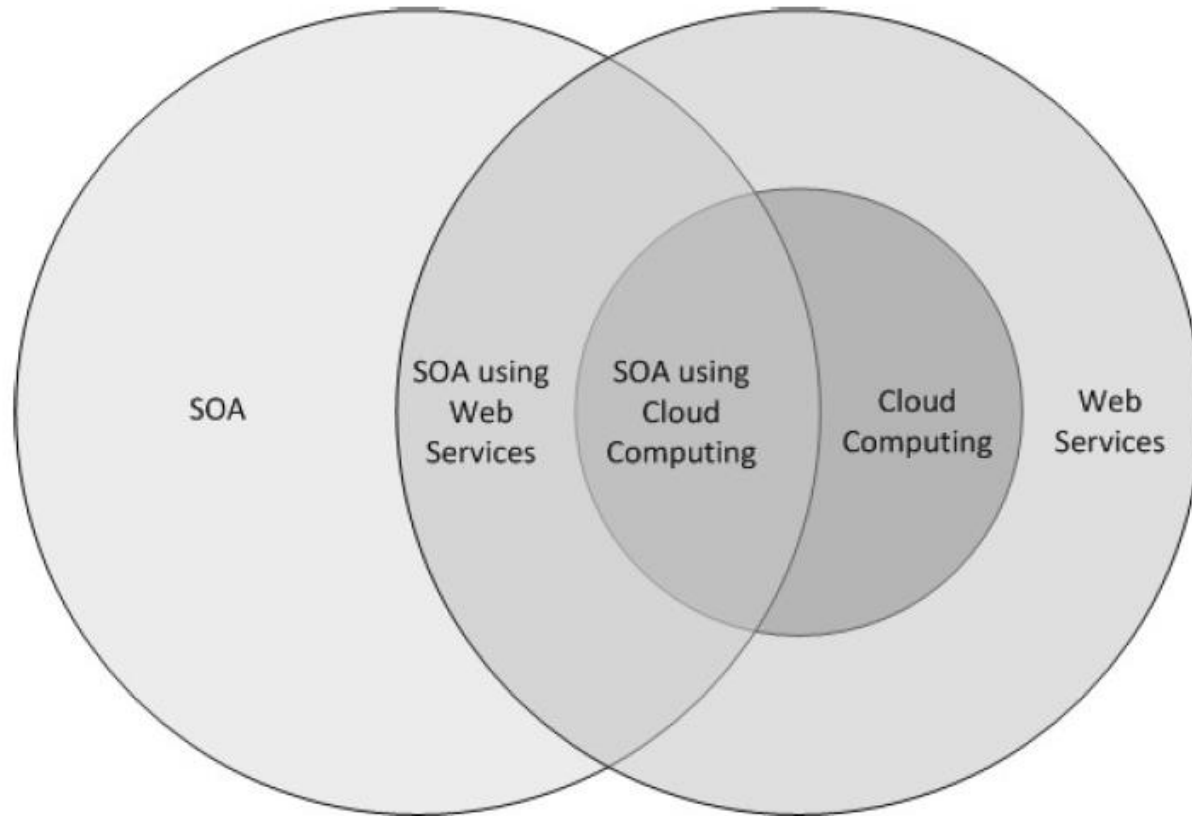 SOA
SOA using
Web
Services
SOA using
Cloud
Computing
Cloud
Computing
Web
Services